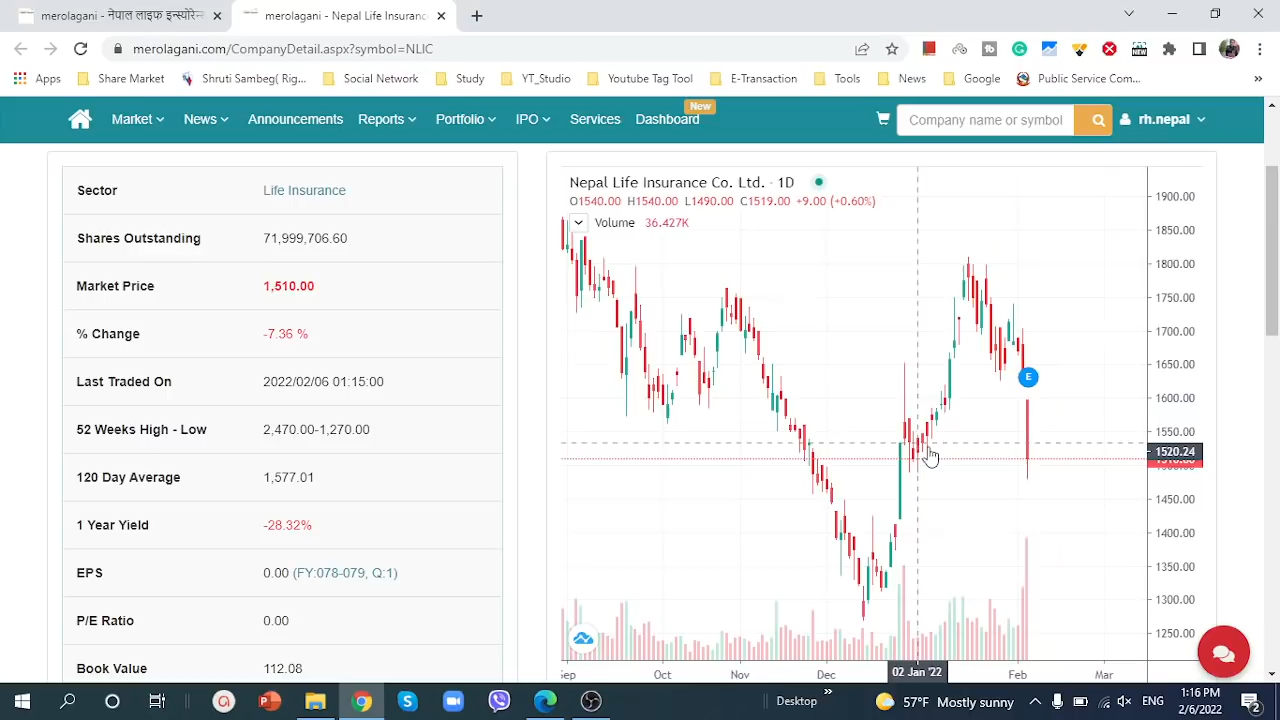 merolagani - नेपाल लाइफ इन्स्योरेन
merolagani - Nepal Life Insuranc
merolagani.com/CompanyDetail.aspx?symbol=NLIC
Apps
Share Market
Shruti Sambeg( Rig...
Social Network
Study
YT_Studio
Youtube Tag Tool
E-Transaction
Tools
News
Google
Public Service Com...
»
Market
News
Announcements
Reports
Portfolio
IPO
Services
Dashboard
New
Company name or symbol
rh.nepal
Sector Life Insurance
Shares Outstanding 71,999,706.60
Market Price 1,510.00
% Change -7.36 %
Last Traded On 2022/02/06 01:15:00
52 Weeks High - Low 2,470.00-1,270.00
120 Day Average 1,577.01
1 Year Yield -28.32%
EPS 0.00 (FY:078-079, Q:1)
P/E Ratio 0.00
Book Value 112.08
Nepal Life Insurance Co. Ltd. · 1D
O1540.00 H1540.00 L1490.00 C1519.00 +9.00 (+0.60%)
Volume 36.427K
E
1900.00
1850.00
1800.00
1750.00
1700.00
1650.00
1600.00
1550.00
1520.24
1450.00
1400.00
1350.00
1300.00
1250.00
Oct
Nov
Dec
02 Jan '22
Feb
Mar
Desktop
»
57°F Mostly sunny
ENG
1:16 PM
2/6/2022
2